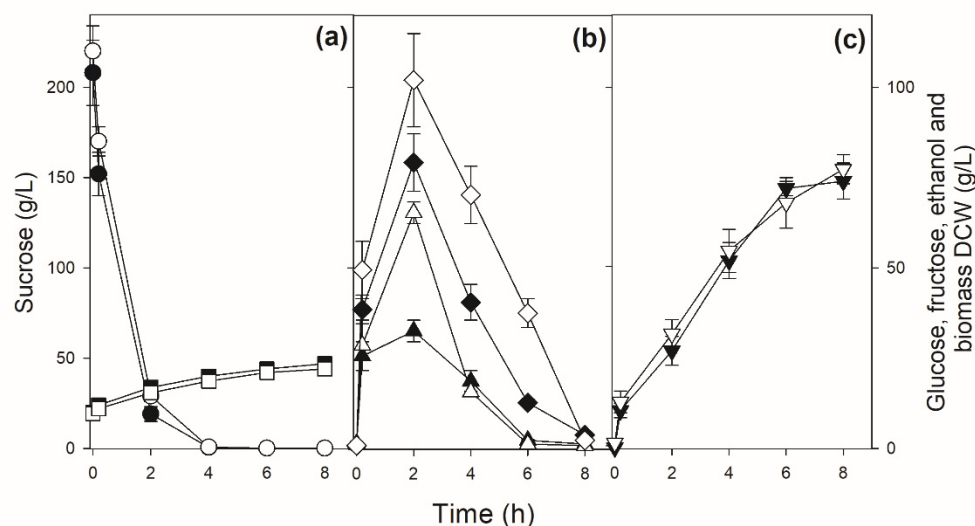 (a)
(b)
(c)
200
150
100
50
0
Sucrose (g/L)
100
50
0
Glucose, fructose, ethanol and
biomass DCW (g/L)
0 2 4 6 8 0 2 4 6 8 0 2 4 6 8
Time (h)